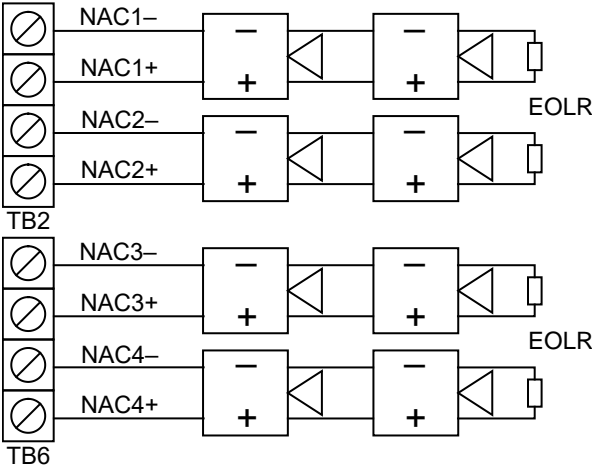 NAC1–
NAC1+
EOLR
NAC2–
NAC2+
TB2
NAC3–
NAC3+
EOLR
NAC4–
NAC4+
TB6